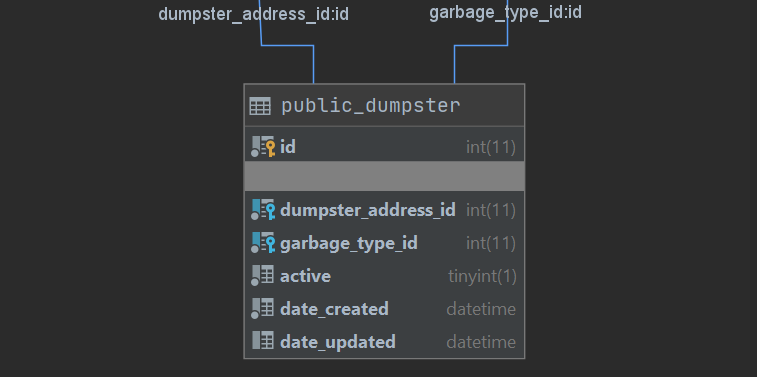 dumpster_address_id:id
garbage_type_id:id
public_dumpster
id int(11)
dumpster_address_id int(11)
garbage_type_id int(11)
active tinyint(1)
date_created datetime
date_updated datetime